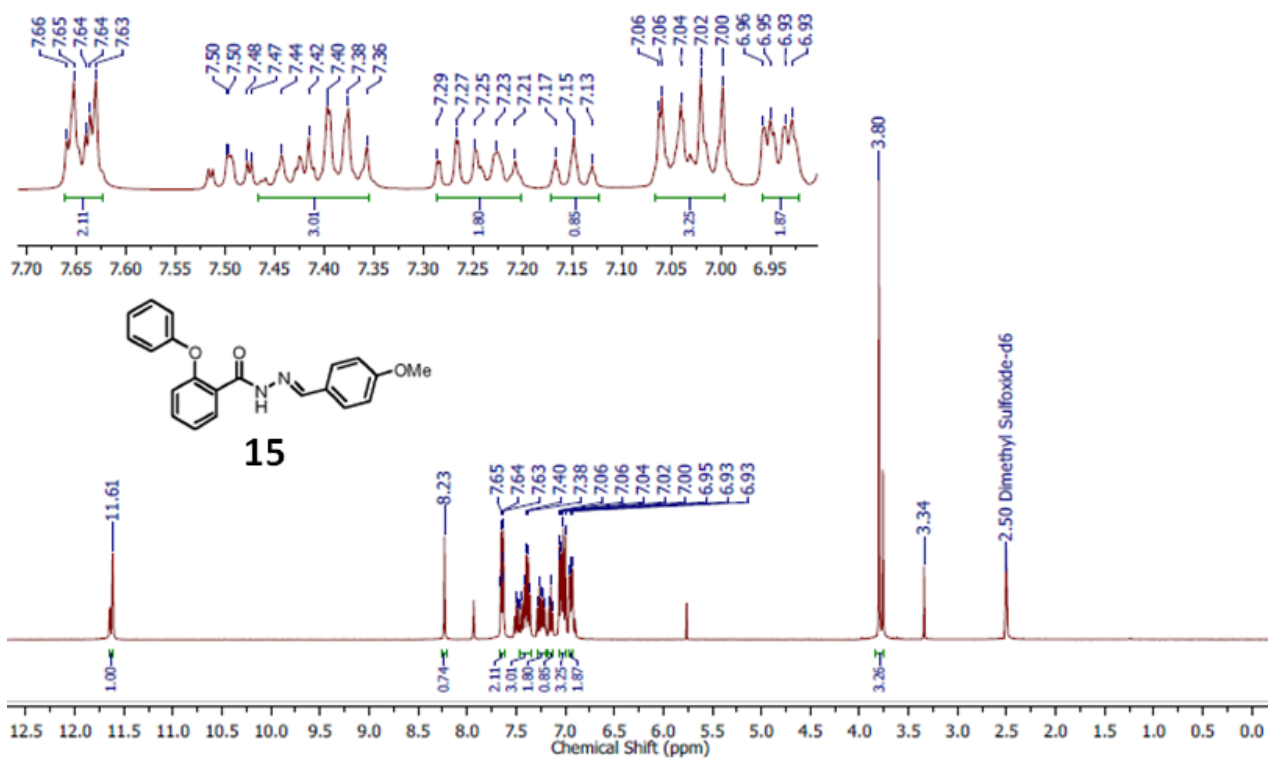 7.66 7.65 7.64 7.64 7.63 7.50 7.50 7.48 7.47 7.44 7.42 7.40 7.38 7.36 7.29 7.27 7.25 7.23 7.21 7.17 7.15 7.13 7.06 7.06 7.04 7.02 7.00 6.96 6.95 6.93 6.93
2.11 3.01 1.80 0.85 3.25 1.87
7.70 7.65 7.60 7.55 7.50 7.45 7.40 7.35 7.30 7.25 7.20 7.15 7.10 7.05 7.00 6.95
O
O
N
H
N
OMe
15
11.61 8.23 7.65 7.64 7.63 7.40 7.38 7.06 7.06 7.04 7.02 7.00 6.95 6.93 6.93 3.80 3.34 2.50 Dimethyl Sulfoxide-d6
1.00 0.74 2.11 3.01 1.80 0.85 3.25 1.87 3.26
12.5 12.0 11.5 11.0 10.5 10.0 9.5 9.0 8.5 8.0 7.5 7.0 6.5 6.0 5.5 5.0 4.5 4.0 3.5 3.0 2.5 2.0 1.5 1.0 0.5 0.0
Chemical Shift (ppm)